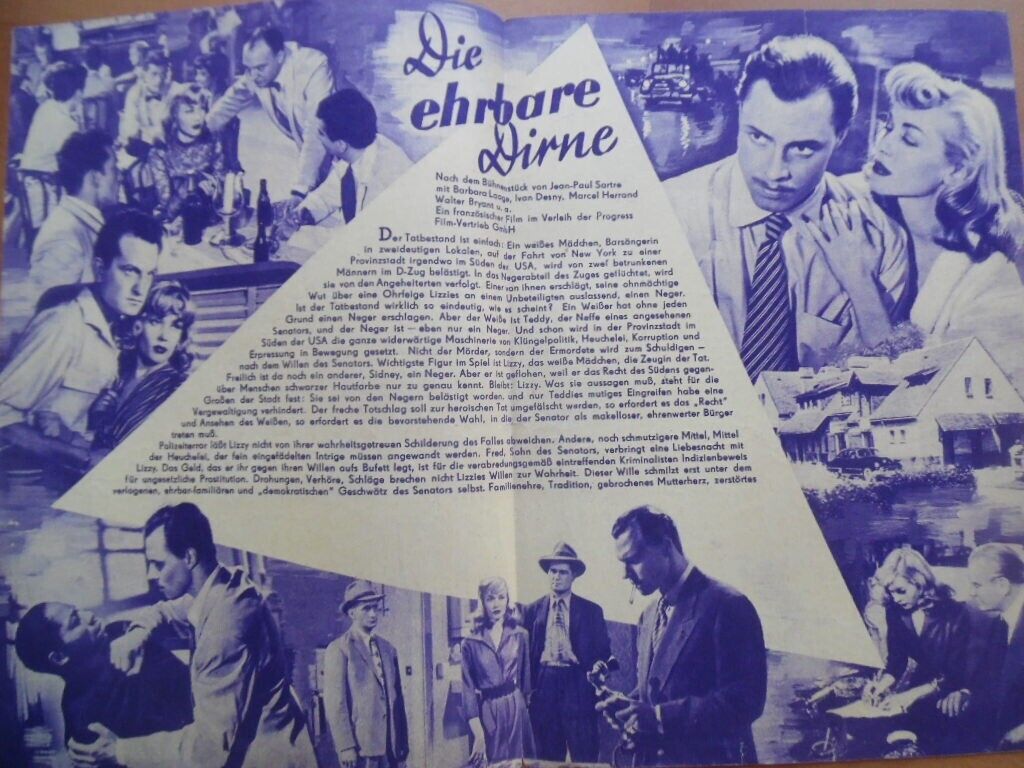 Die
ehrbare
Dirne
Nach dem Bühnenstück von Jean-Paul Sartre
mit Barbara Laage, Ivan Desny, Marcel Herrand
Walter Bryant u. a.
Ein französischer Film im Verleih der Progress
Film-Vertrieb GmbH
Der Tatbestand ist einfach: Ein weißes Mädchen, Barsängerin
in zweideutigen Lokalen, auf der Fahrt von New York zu einer
Provinzstadt irgendwo im Süden der USA, wird von zwei betrunkenen
Männern im D-Zug belästigt. In das Negerabteil des Zuges geflüchtet, wird
sie von den Angeheiterten verfolgt. Einer von ihnen erschlägt, seine ohnmächtige
Wut über eine Ohrfeige Lizzies an einem Unbeteiligten auslassend, einen Neger.
Ist der Tatbestand wirklich so eindeutig, wie es scheint? Ein Weißer hat ohne jeden
Grund einen Neger erschlagen. Aber der Weiße ist Teddy, der Neffe eines angesehenen
Senators, und der Neger ist — eben nur ein Neger. Und schon wird in der Provinzstadt im
Süden der USA die ganze widerwärtige Maschinerie von Klüngelpolitik, Heuchelei, Korruption und
Erpressung in Bewegung gesetzt. Nicht der Mörder, sondern der Ermordete wird zum Schuldigen —
nach dem Willen des Senators. Wichtigste Figur im Spiel ist Lizzy, das weiße Mädchen, die Zeugin der Tat.
Freilich ist da noch ein anderer, Sidney, ein Neger. Aber er ist geflohen, weil er das Recht des Südens gegen-
über Menschen schwarzer Hautfarbe nur zu genau kennt. Bleibt: Lizzy. Was sie aussagen muß, steht für die
Großen der Stadt fest: Sie sei von den Negern belästigt worden, und nur Teddies mutiges Eingreifen habe eine
Vergewaltigung verhindert. Der freche Totschlag soll zur heroischen Tat umgefälscht werden, so erfordert es das „Recht"
und Ansehen des Weißen, so erfordert es die bevorstehende Wahl, in die der Senator als makelloser, ehrenwerter Bürger
treten muß.
Polizeiterror läßt Lizzy nicht von ihrer wahrheitsgetreuen Schilderung des Falles abweichen. Andere, noch schmutzigere Mittel, Mittel
der Heuchelei, der fein eingefädelten Intrige müssen angewandt werden. Fred, Sohn des Senators, verbringt eine Liebesnacht mit
Lizzy. Das Geld, das er ihr gegen ihren Willen aufs Bufett legt, ist für die verabredungsgemäß eintreffenden Kriminalisten Indizienbeweis
für ungesetzliche Prostitution. Drohungen, Verhöre, Schläge brechen nicht Lizzies Willen zur Wahrheit. Dieser Wille schmilzt erst unter dem
verlogenen, ehrbar-familiären und „demokratischen" Geschwätz des Senators selbst. Familienehre, Tradition, gebrochenes Mutterherz, zerstörtes